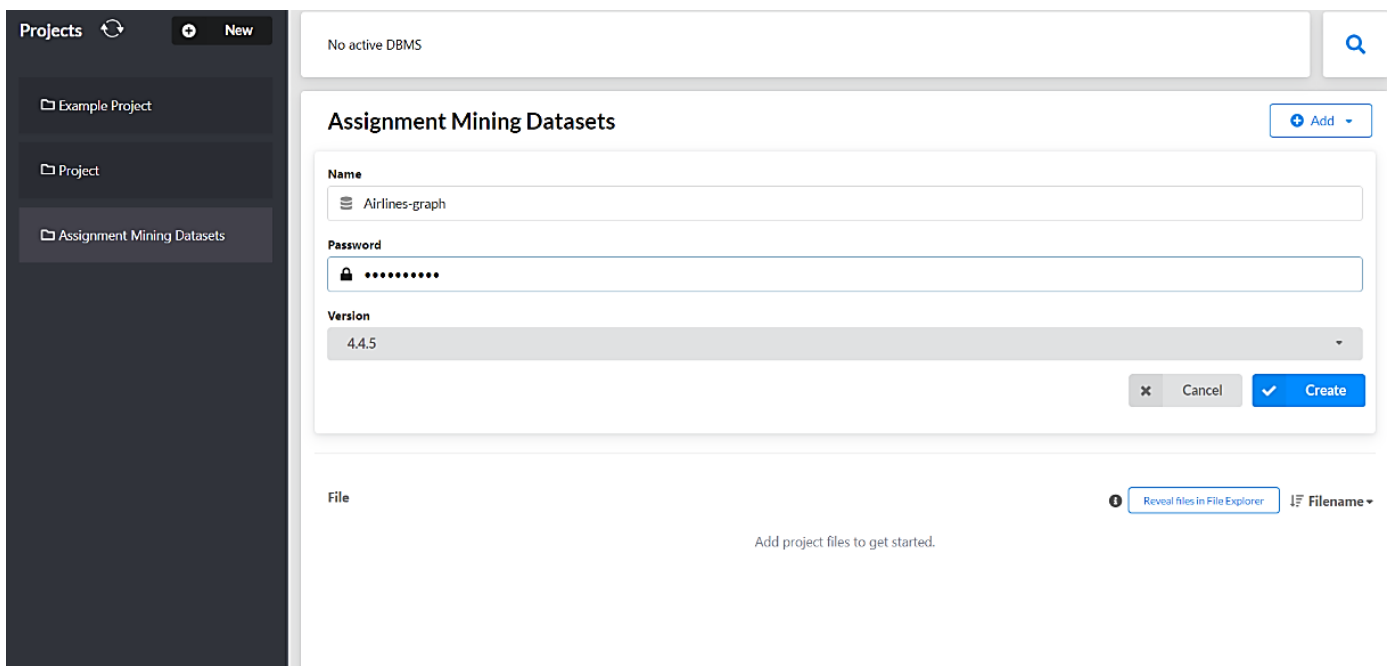 Projects New
Example Project
Project
Assignment Mining Datasets
No active DBMS
Assignment Mining Datasets
Add
Name
Airlines-graph
Password
••••••••••
Version
4.4.5
Cancel Create
File Reveal files in File Explorer Filename
Add project files to get started.